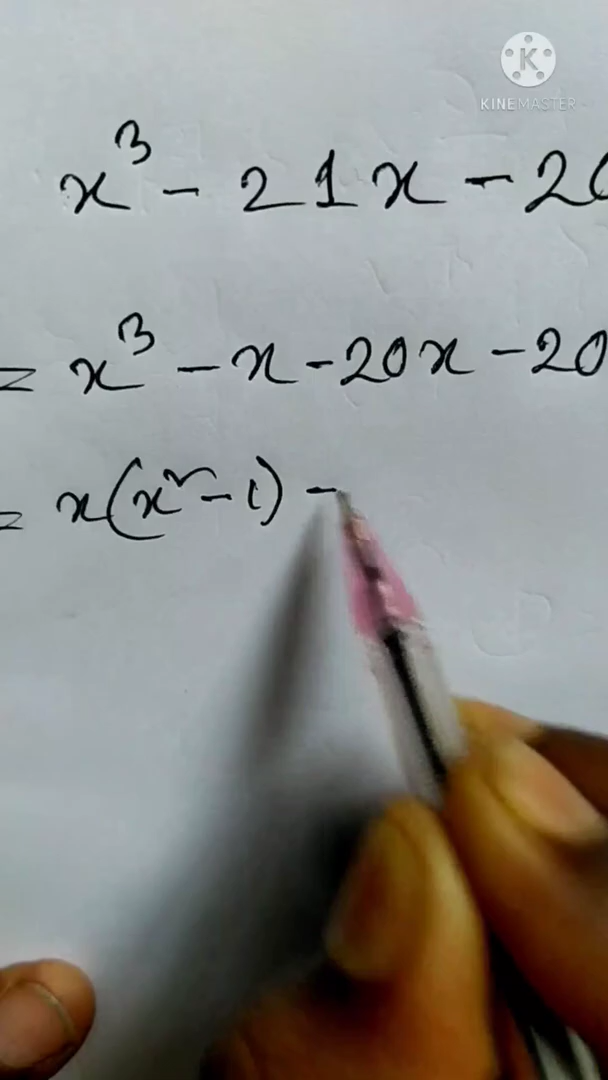 KINEMASTER
x³ - 21x - 20
= x³ - x - 20x - 20
= x(x² - 1) -